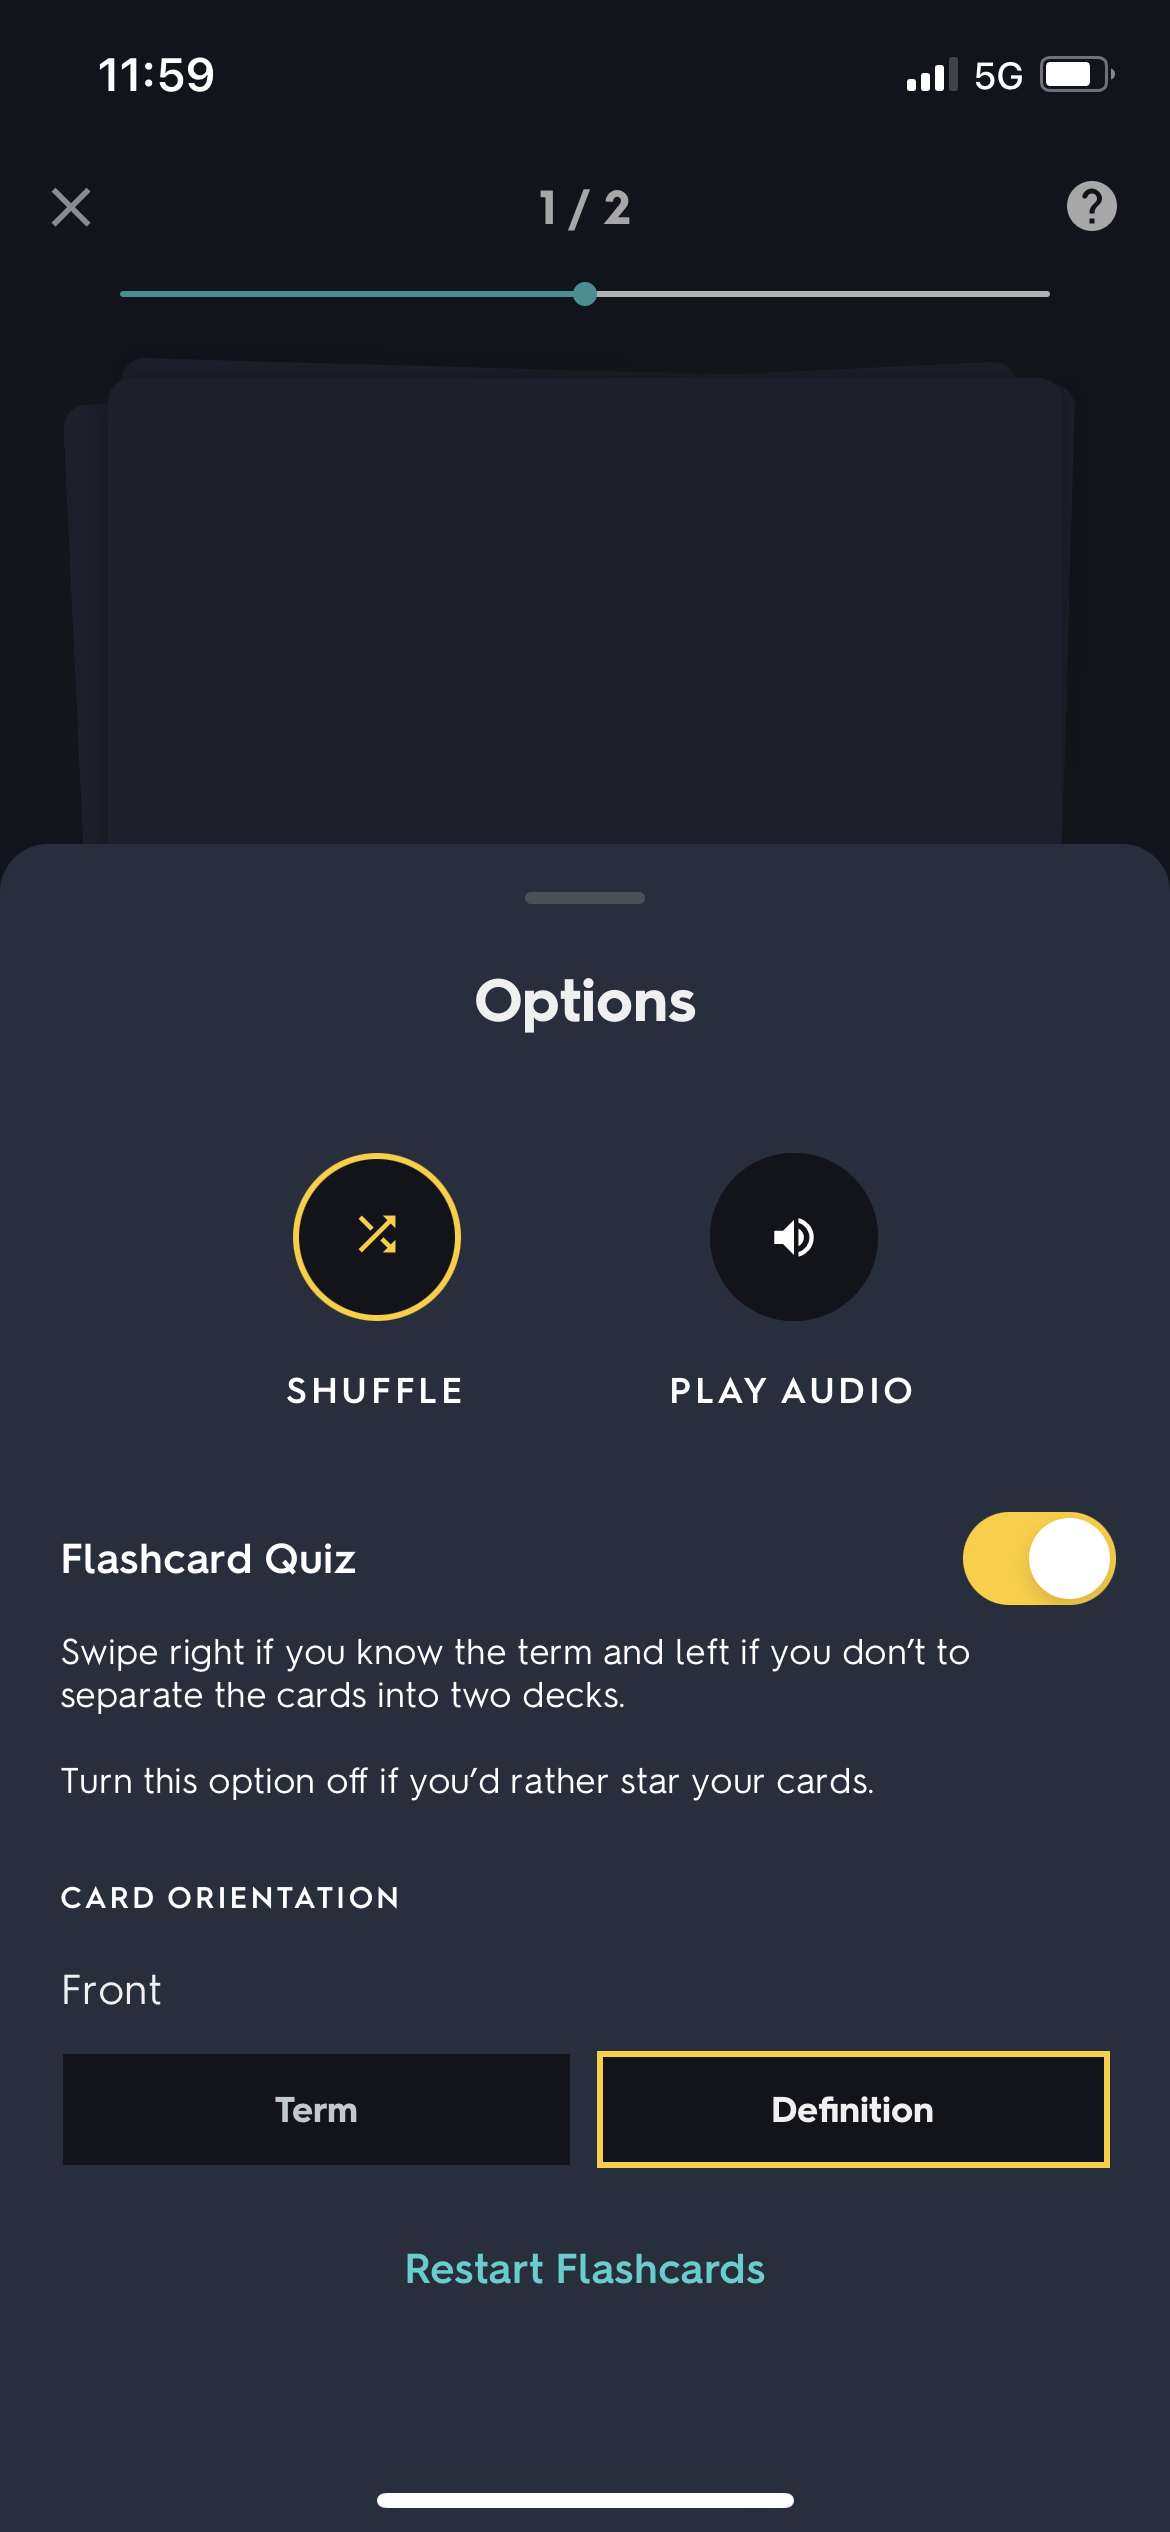 11:59
5G
1 / 2
?
Options
SHUFFLE
PLAY AUDIO
Flashcard Quiz
Swipe right if you know the term and left if you don’t to
separate the cards into two decks.
Turn this option off if you’d rather star your cards.
CARD ORIENTATION
Front
Term
Definition
Restart Flashcards